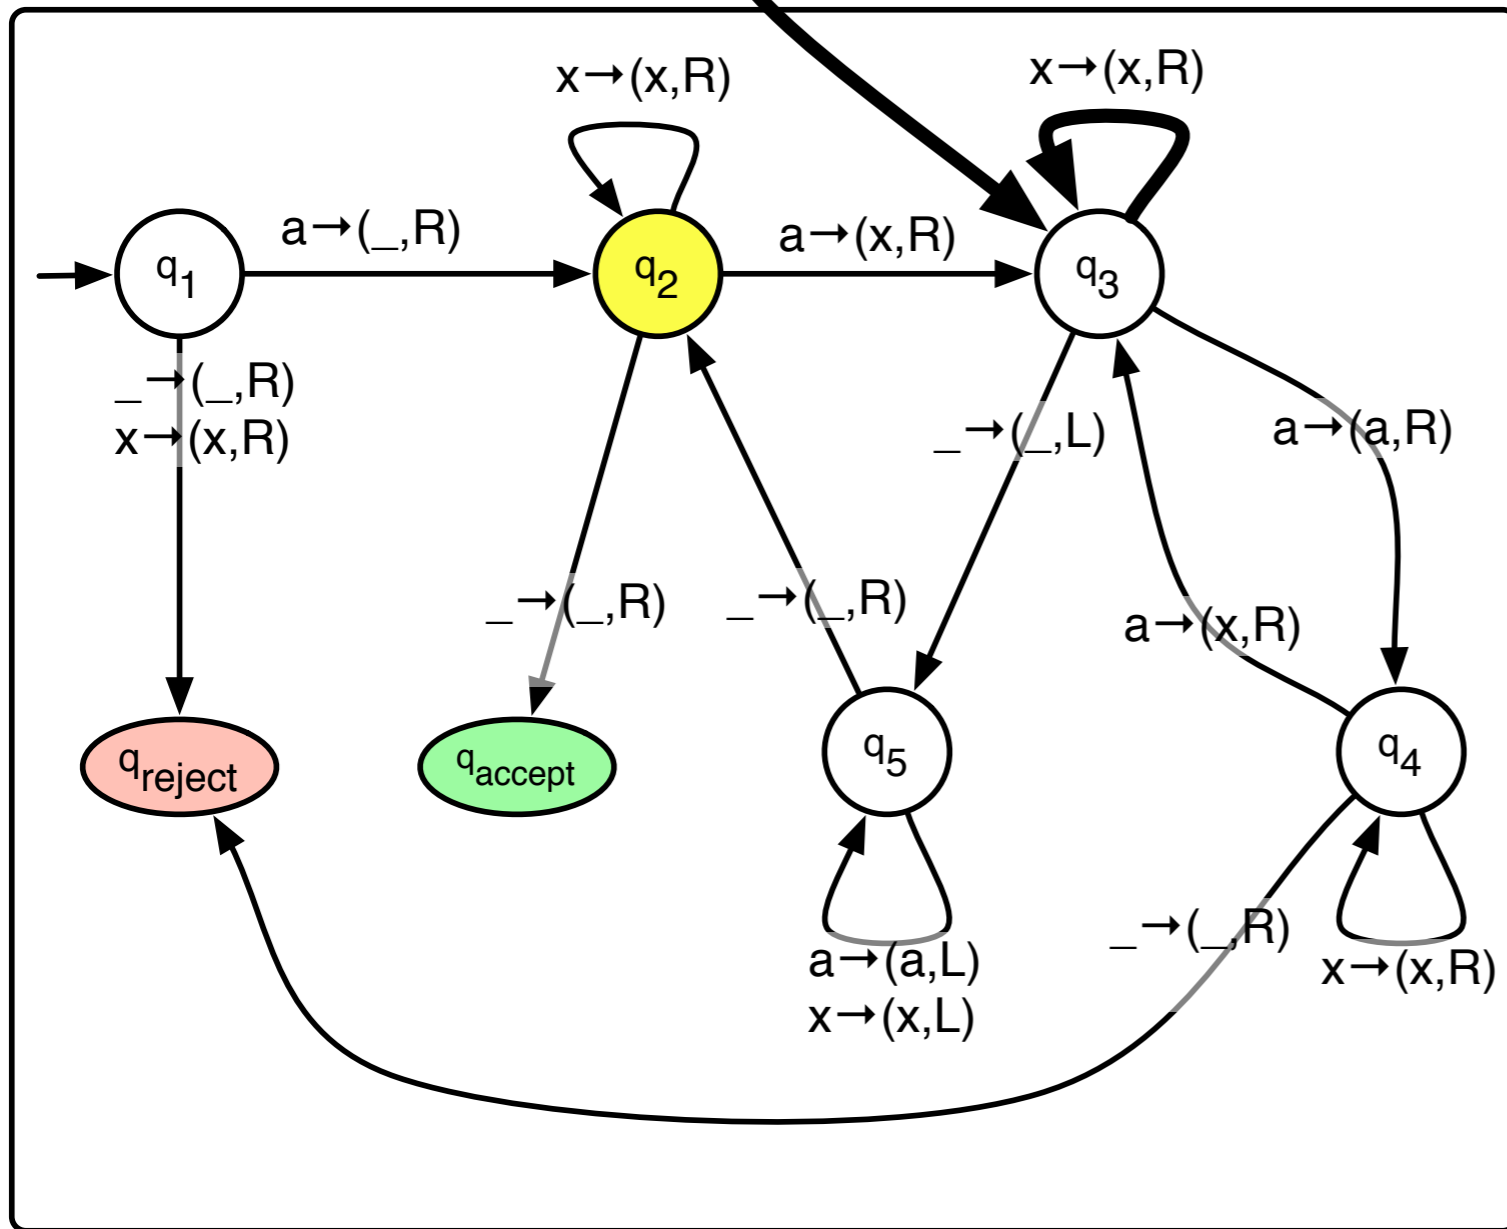 x→(x,R)
x→(x,R)
a→(_,R)
a→(x,R)
q1
q2
q3
_→(_,R)
x→(x,R)
_→(_,L)
a→(a,R)
_→(_,R)
_→(_,R)
a→(x,R)
qreject
qaccept
q5
q4
_→(_,R)
a→(a,L)
x→(x,L)
x→(x,R)